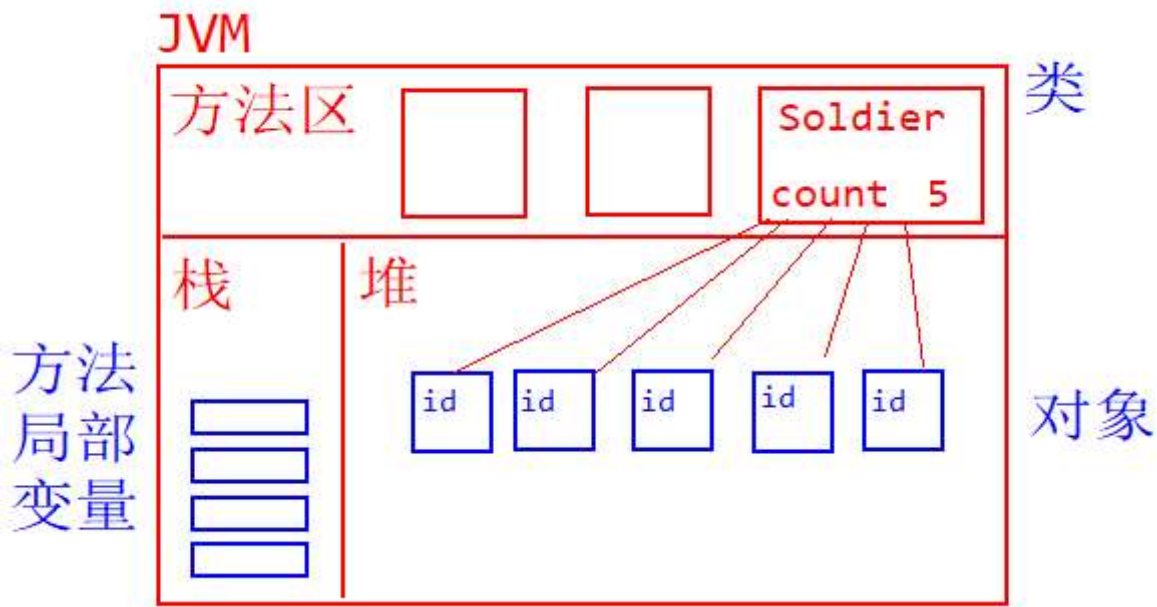 JVM
方法区
Soldier
count 5
类
栈
堆
方法
局部
变量
id
id
id
id
id
对象